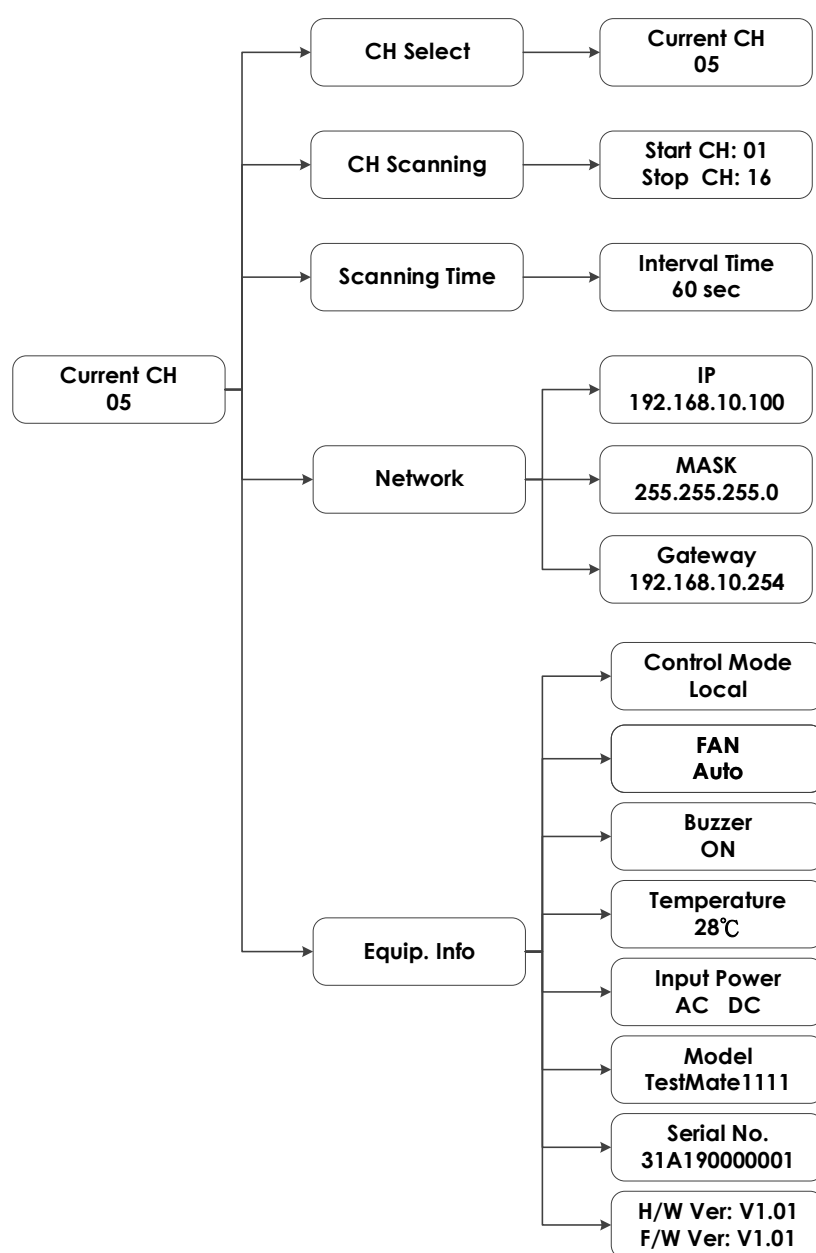 CH Select
Current CH
05
CH Scanning
Start CH: 01
Stop CH: 16
Scanning Time
Interval Time
60 sec
Current CH
05
Network
IP
192.168.10.100
MASK
255.255.255.0
Gateway
192.168.10.254
Equip. Info
Control Mode
Local
FAN
Auto
Buzzer
ON
Temperature
28℃
Input Power
AC DC
Model
TestMate1111
Serial No.
31A190000001
H/W Ver: V1.01
F/W Ver: V1.01